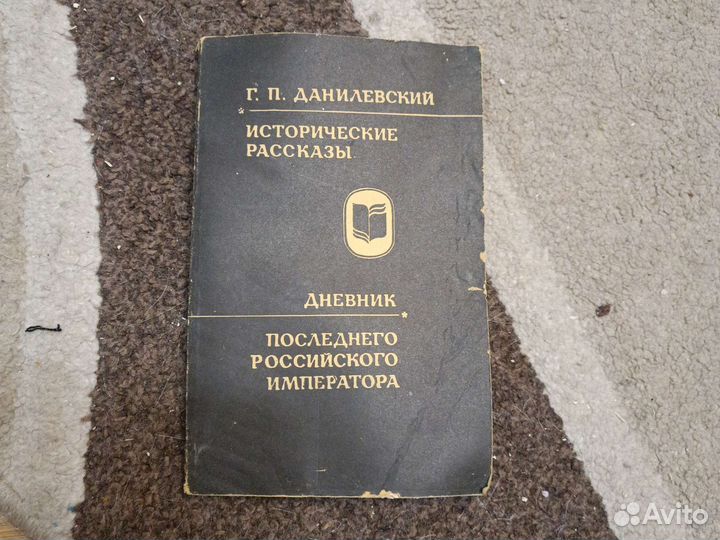 Г. П. ДАНИЛЕВСКИЙ
ИСТОРИЧЕСКИЕ
РАССКАЗЫ
ДНЕВНИК
ПОСЛЕДНЕГО
РОССИЙСКОГО
ИМПЕРАТОРА
Avito